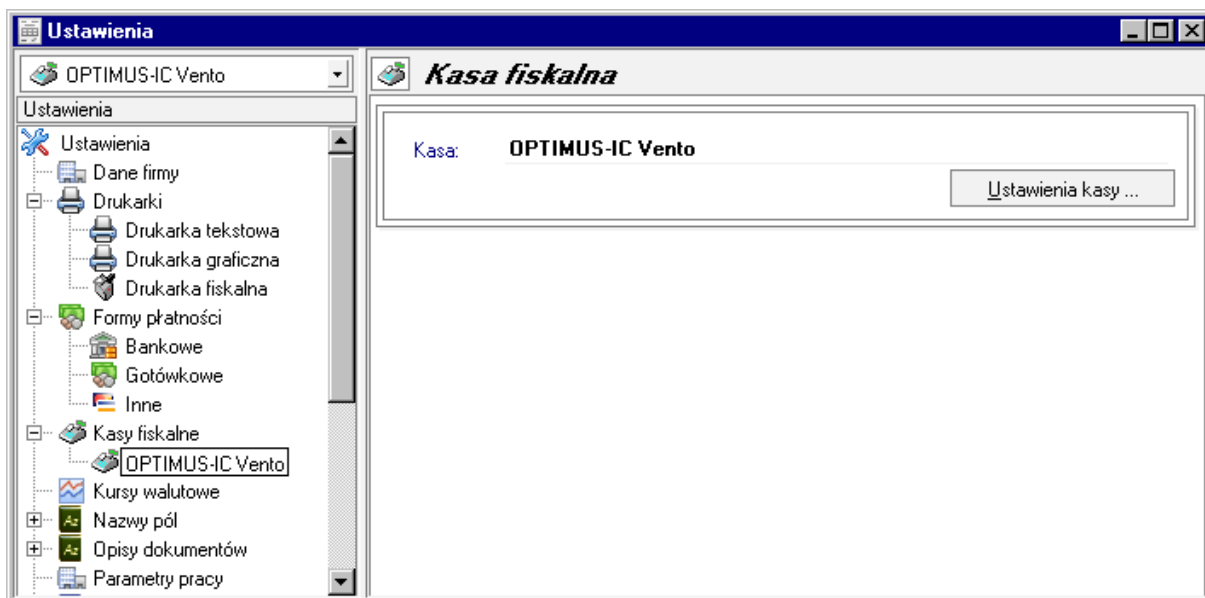 Ustawienia
OPTIMUS-IC Vento
Ustawienia
Ustawienia
Dane firmy
Drukarki
Drukarka tekstowa
Drukarka graficzna
Drukarka fiskalna
Formy płatności
Bankowe
Gotówkowe
Inne
Kasy fiskalne
OPTIMUS-IC Vento
Kursy walutowe
Nazwy pól
Opisy dokumentów
Parametry pracy
Kasa fiskalna
Kasa: OPTIMUS-IC Vento
Ustawienia kasy ...